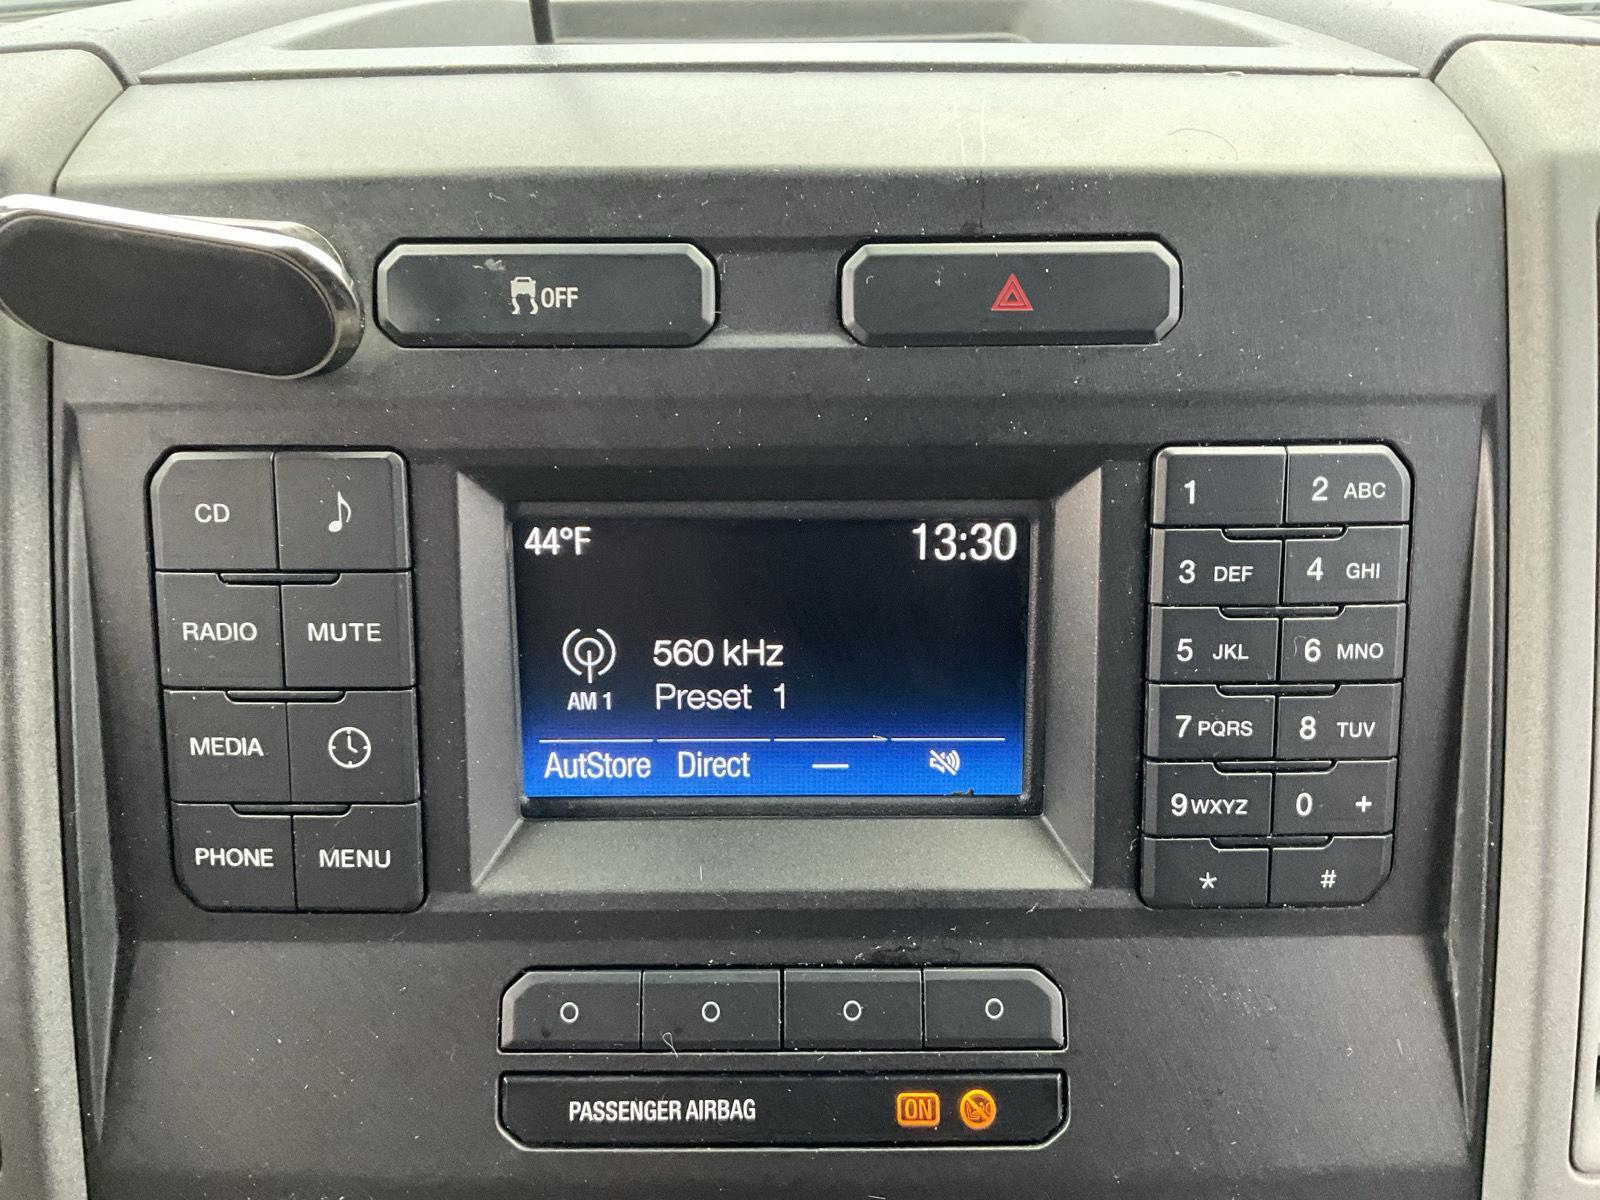 OFF
CD
RADIO MUTE
MEDIA
PHONE MENU
44°F 13:30
560 kHz
AM 1 Preset 1
AutStore Direct —
1 2 ABC
3 DEF 4 GHI
5 JKL 6 MNO
7 PQRS 8 TUV
9 WXYZ 0 +
* #
PASSENGER AIRBAG ON